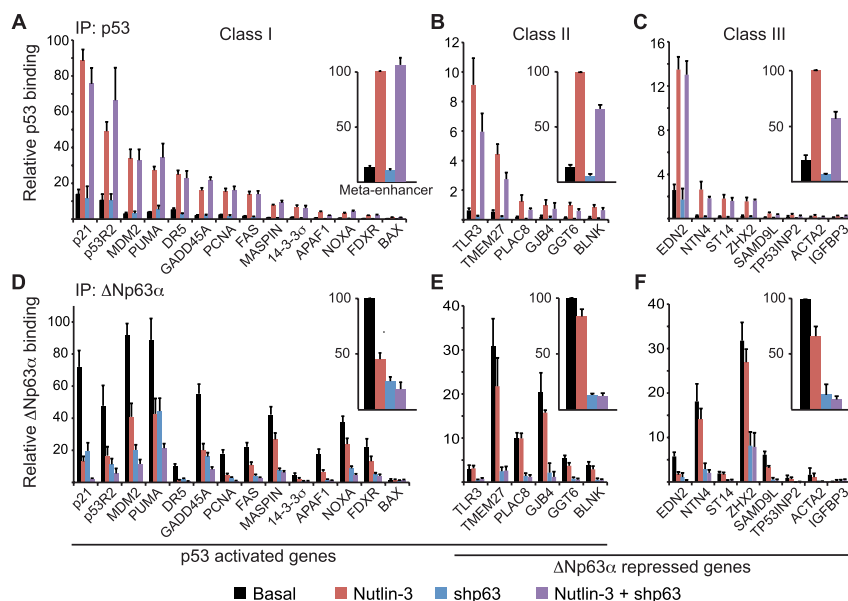 A IP: p53 Class I
B Class II
C Class III
Relative p53 binding
100
80
60
40
20
0
100
50
Meta-enhancer
p21 p53R2 MDM2 PUMA DR5 GADD45A PCNA FAS MASPIN 14-3-3σ APAF1 NOXA FDXR BAX
12
10
8
6
4
2
0
100
50
TLR3 TMEM27 PLAC8 GJB4 GGT6 BLNK
16
12
8
4
0
100
50
EDN2 NTN4 ST14 ZHX2 SAMD9L TP53INP2 ACTA2 IGFBP3
D IP: ΔNp63α
E
F
Relative ΔNp63α binding
100
80
60
40
20
100
50
p21 p53R2 MDM2 PUMA DR5 GADD45A PCNA FAS MASPIN 14-3-3σ APAF1 NOXA FDXR BAX
40
30
20
10
100
50
TLR3 TMEM27 PLAC8 GJB4 GGT6 BLNK
40
30
20
10
100
50
EDN2 NTN4 ST14 ZHX2 SAMD9L TP53INP2 ACTA2 IGFBP3
p53 activated genes
ΔNp63α repressed genes
Basal Nutlin-3 shp63 Nutlin-3 + shp63